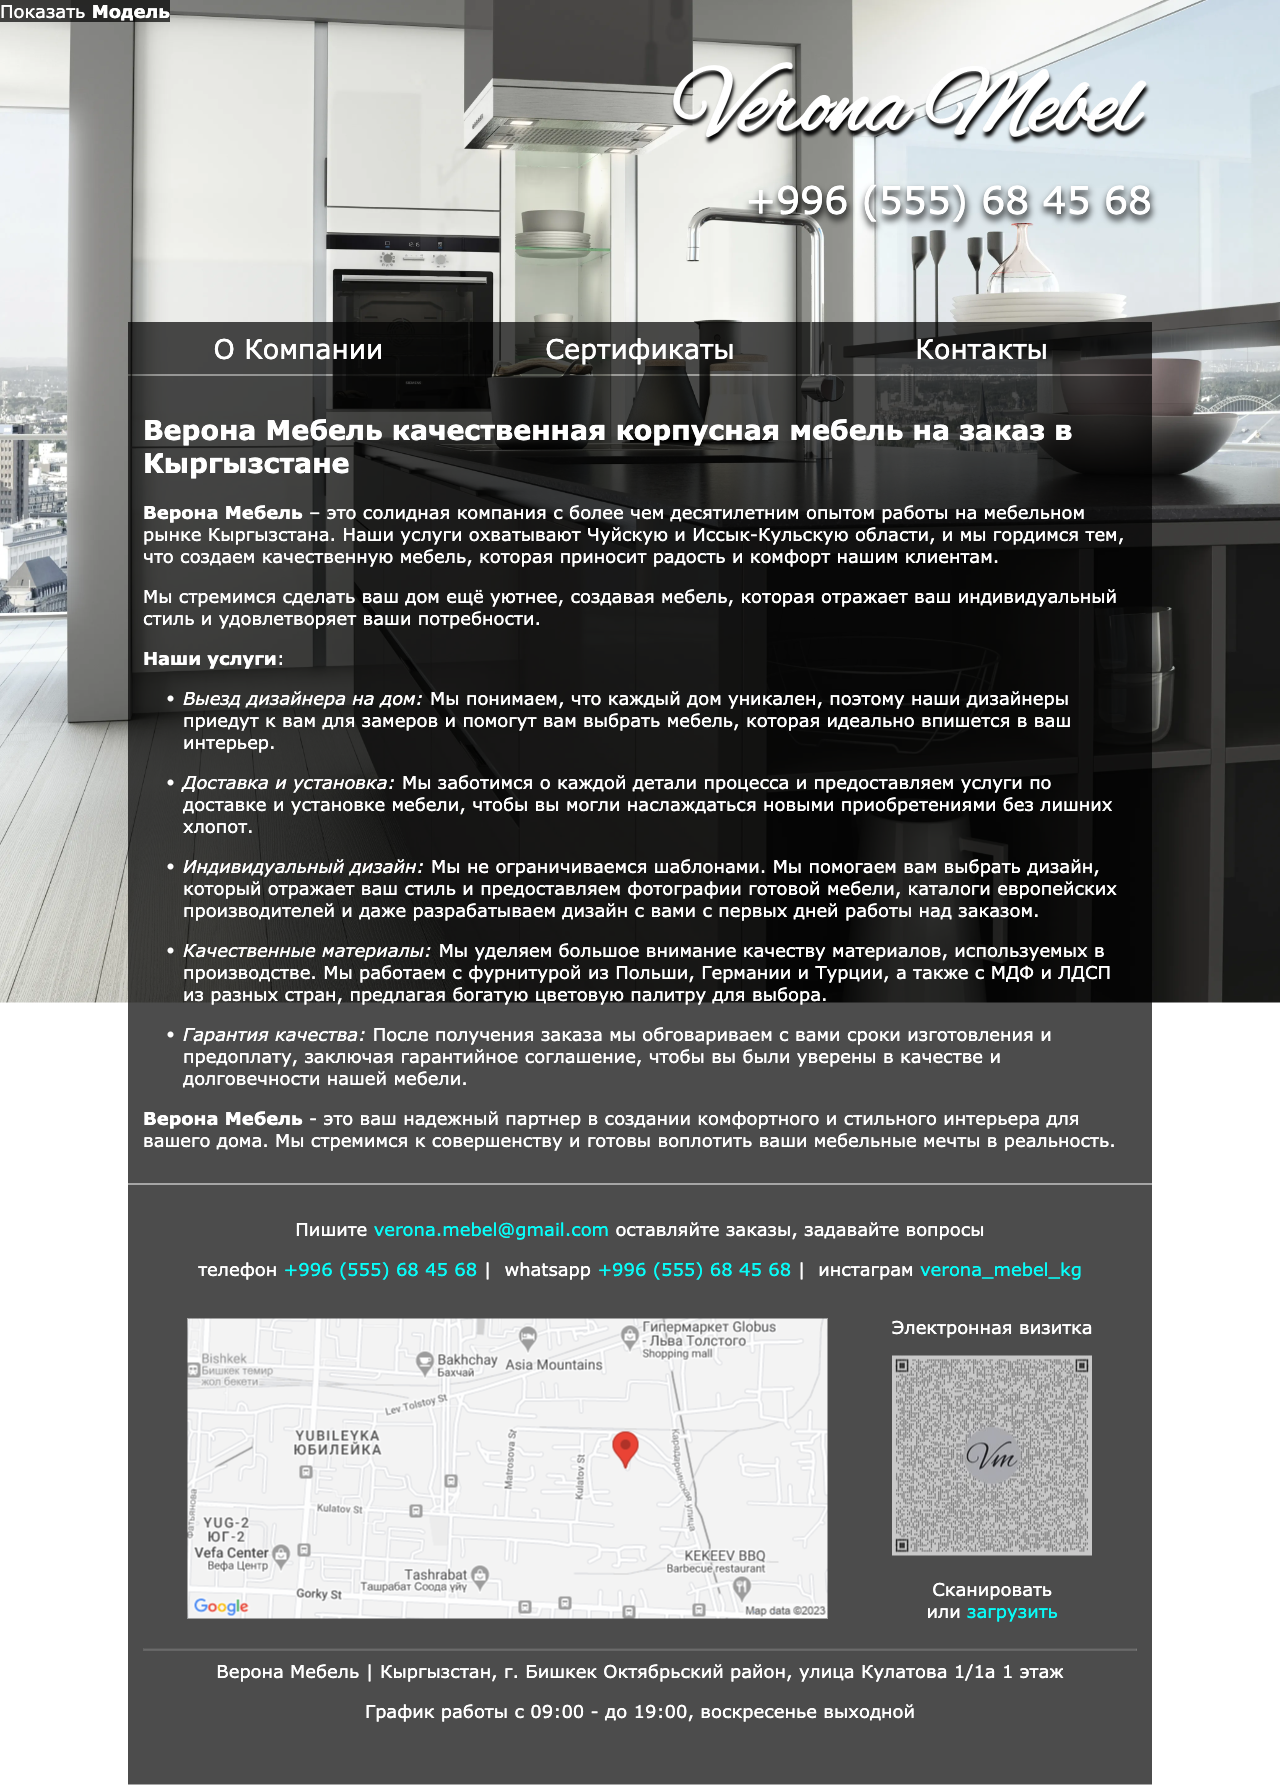 Показать Модель
Verona Mebel
+996 (555) 68 45 68
О Компании
Сертификаты
Контакты
Верона Мебель качественная корпусная мебель на заказ в
Кыргызстане
Верона Мебель – это солидная компания с более чем десятилетним опытом работы на мебельном
рынке Кыргызстана. Наши услуги охватывают Чуйскую и Иссык-Кульскую области, и мы гордимся тем,
что создаем качественную мебель, которая приносит радость и комфорт нашим клиентам.
Мы стремимся сделать ваш дом ещё уютнее, создавая мебель, которая отражает ваш индивидуальный
стиль и удовлетворяет ваши потребности.
Наши услуги:
• Выезд дизайнера на дом: Мы понимаем, что каждый дом уникален, поэтому наши дизайнеры
приедут к вам для замеров и помогут вам выбрать мебель, которая идеально впишется в ваш
интерьер.
• Доставка и установка: Мы заботимся о каждой детали процесса и предоставляем услуги по
доставке и установке мебели, чтобы вы могли наслаждаться новыми приобретениями без лишних
хлопот.
• Индивидуальный дизайн: Мы не ограничиваемся шаблонами. Мы помогаем вам выбрать дизайн,
который отражает ваш стиль и предоставляем фотографии готовой мебели, каталоги европейских
производителей и даже разрабатываем дизайн с вами с первых дней работы над заказом.
• Качественные материалы: Мы уделяем большое внимание качеству материалов, используемых в
производстве. Мы работаем с фурнитурой из Польши, Германии и Турции, а также с МДФ и ЛДСП
из разных стран, предлагая богатую цветовую палитру для выбора.
• Гарантия качества: После получения заказа мы обговариваем с вами сроки изготовления и
предоплату, заключая гарантийное соглашение, чтобы вы были уверены в качестве и
долговечности нашей мебели.
Верона Мебель - это ваш надежный партнер в создании комфортного и стильного интерьера для
вашего дома. Мы стремимся к совершенству и готовы воплотить ваши мебельные мечты в реальность.
Пишите verona.mebel@gmail.com оставляйте заказы, задавайте вопросы
телефон +996 (555) 68 45 68 | whatsapp +996 (555) 68 45 68 | инстаграм verona_mebel_kg
Гипермаркет Globus
- Льва Толстого
Shopping mall
Bishkek
Бишкек темир
жол бекети
Bakhchay
Бахчай
Asia Mountains
Lev Tolstoy St
YUBILEYKA
ЮБИЛЕЙКА
Matrosova St
Kulatov St
Карадарьинская улица
Фатьянова
Kulatov St
YUG-2
ЮГ-2
Vefa Center
Вефа Центр
KEKEEV BBQ
Barbecue restaurant
Tashrabat
Ташрабат Соода үйү
Gorky St
Google
Map data ©2023
Электронная визитка
Vm
Сканировать
или загрузить
Верона Мебель | Кыргызстан, г. Бишкек Октябрьский район, улица Кулатова 1/1а 1 этаж
График работы с 09:00 - до 19:00, воскресенье выходной